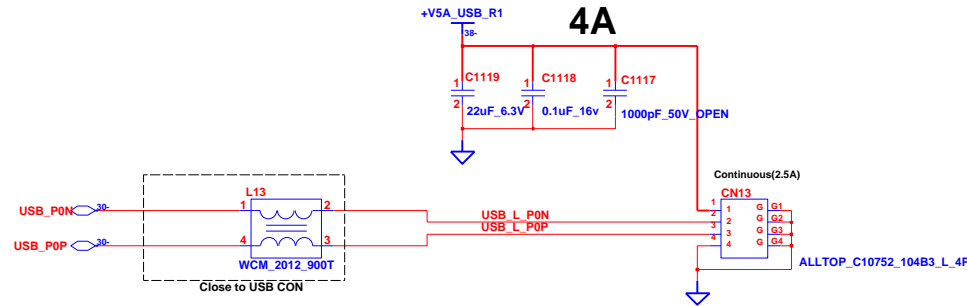 +V5A_USB_R1
4A
38-
1
C1119
2
22uF_6.3V
1
C1118
2
0.1uF_16v
1
C1117
2
1000pF_50V_OPEN
Continuous(2.5A)
CN13
L13
USB_P0N
30-
1
2
USB_L_P0N
USB_L_P0P
USB_P0P
30-
4
3
WCM_2012_900T
Close to USB CON
1
1
G
G1
2
2
G
G2
3
3
G
G3
4
4
G
G4
ALLTOP_C10752_104B3_L_4P